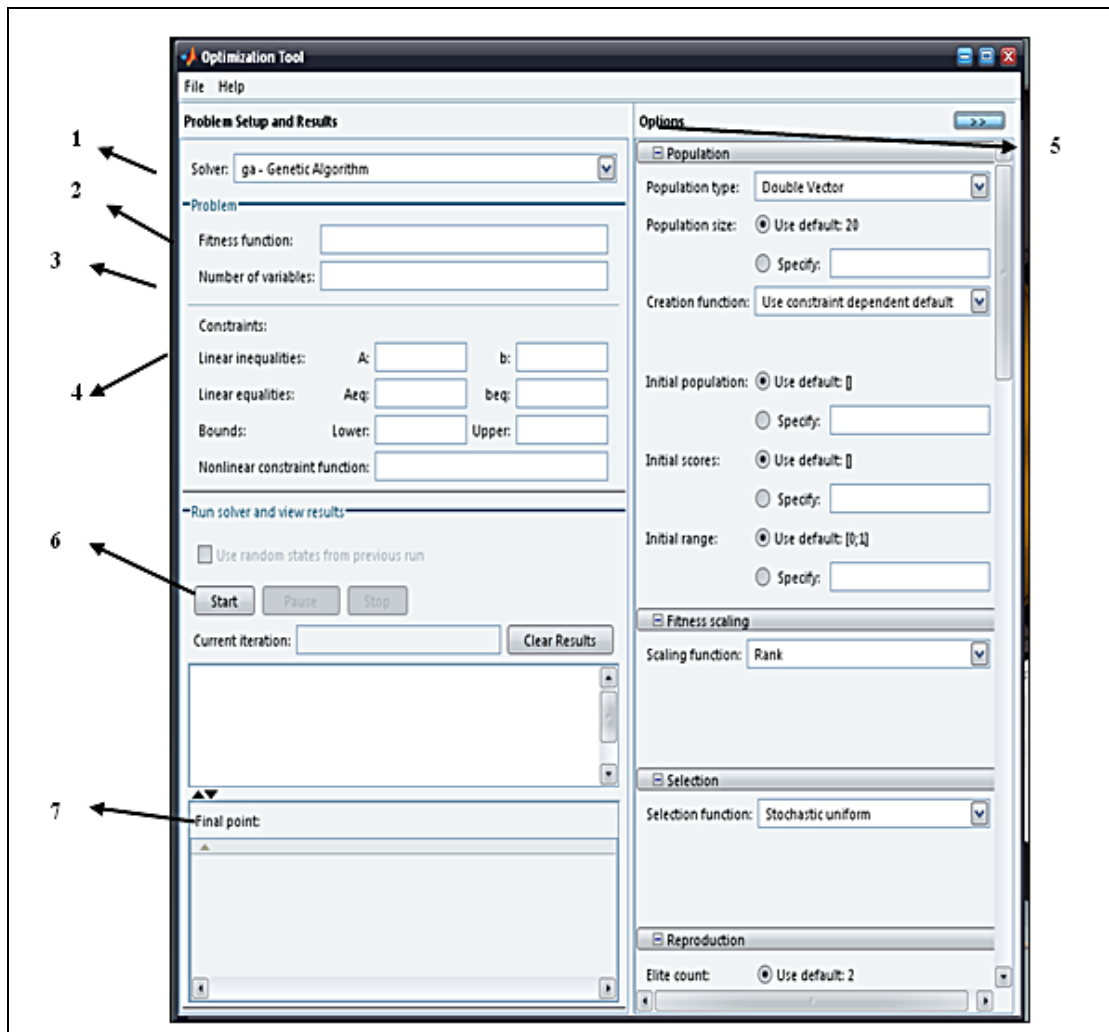 Optimization Tool
File Help
Problem Setup and Results
1
Solver: ga - Genetic Algorithm
2
Problem
Fitness function:
3
Number of variables:
Constraints:
Linear inequalities: A: b:
4
Linear equalities: Aeq: beq:
Bounds: Lower: Upper:
Nonlinear constraint function:
Run solver and view results
6
Use random states from previous run
Start Pause Stop
Current iteration: Clear Results
7
Final point:
Options >>
5
Population
Population type: Double Vector
Population size: Use default: 20
Specify:
Creation function: Use constraint dependent default
Initial population: Use default: []
Specify:
Initial scores: Use default: []
Specify:
Initial range: Use default: [0;1]
Specify:
Fitness scaling
Scaling function: Rank
Selection
Selection function: Stochastic uniform
Reproduction
Elite count: Use default: 2